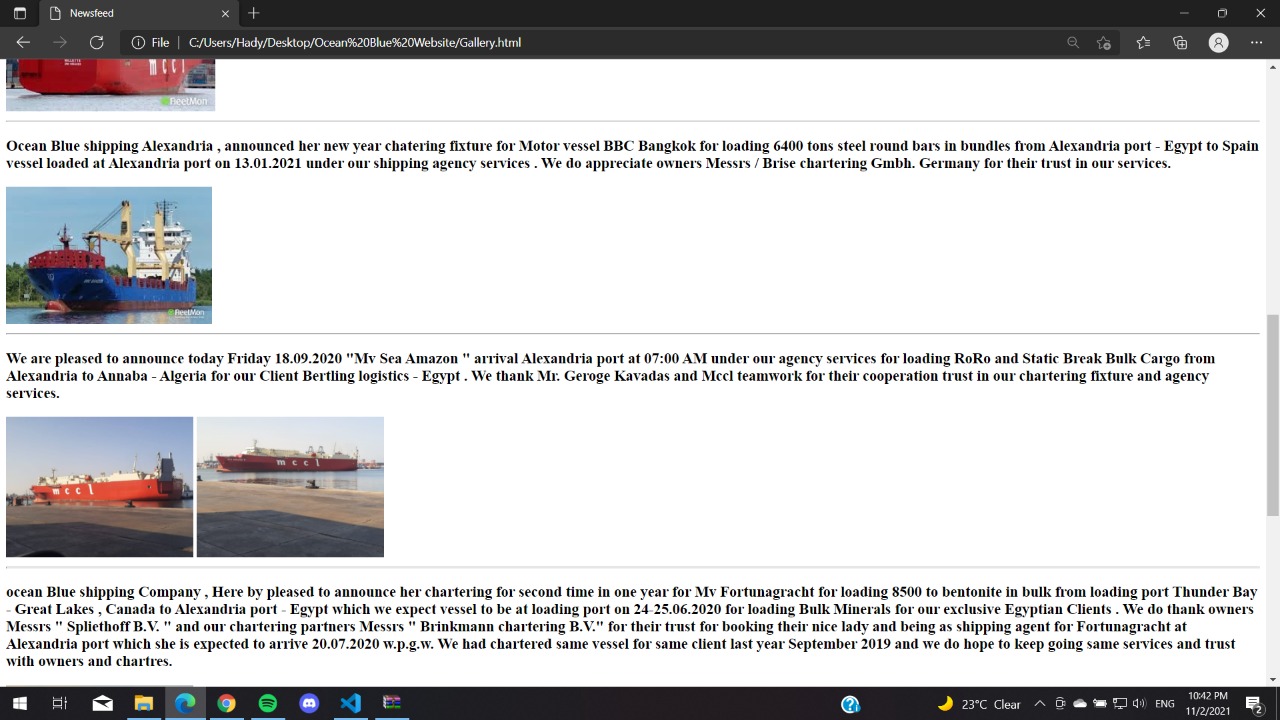 Newsfeed
File
C:/Users/Hady/Desktop/Ocean%20Blue%20Website/Gallery.html
mccl
FleetMon
Ocean Blue shipping Alexandria , announced her new year chatering fixture for Motor vessel BBC Bangkok for loading 6400 tons steel round bars in bundles from Alexandria port - Egypt to Spain
vessel loaded at Alexandria port on 13.01.2021 under our shipping agency services . We do appreciate owners Messrs / Brise chartering Gmbh. Germany for their trust in our services.
FleetMon
We are pleased to announce today Friday 18.09.2020 "Mv Sea Amazon " arrival Alexandria port at 07:00 AM under our agency services for loading RoRo and Static Break Bulk Cargo from
Alexandria to Annaba - Algeria for our Client Bertling logistics - Egypt . We thank Mr. Geroge Kavadas and Mccl teamwork for their cooperation trust in our chartering fixture and agency
services.
mccl
mccl
ocean Blue shipping Company , Here by pleased to announce her chartering for second time in one year for Mv Fortunagracht for loading 8500 to bentonite in bulk from loading port Thunder Bay
- Great Lakes , Canada to Alexandria port - Egypt which we expect vessel to be at loading port on 24-25.06.2020 for loading Bulk Minerals for our exclusive Egyptian Clients . We do thank owners
Messrs " Spliethoff B.V. " and our chartering partners Messrs " Brinkmann chartering B.V." for their trust for booking their nice lady and being as shipping agent for Fortunagracht at
Alexandria port which she is expected to arrive 20.07.2020 w.p.g.w. We had chartered same vessel for same client last year September 2019 and we do hope to keep going same services and trust
with owners and chartres.
23°C Clear
ENG
10:42 PM
11/2/2021
2